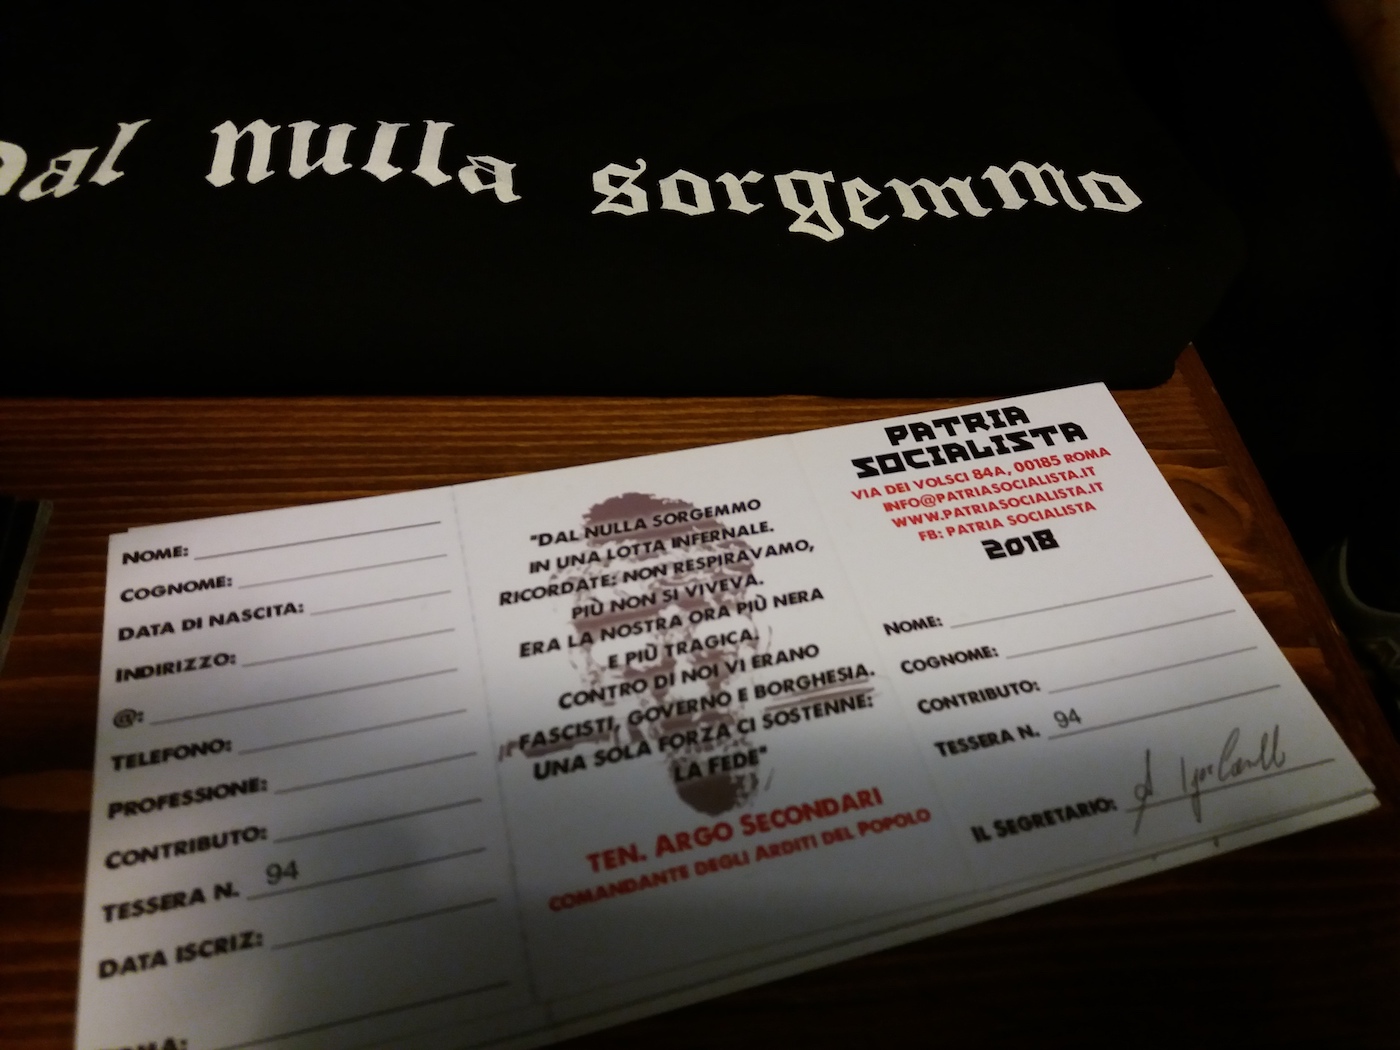 Dal nulla sorgemmo
NOME:
COGNOME:
DATA DI NASCITA:
INDIRIZZO:
@:
TELEFONO:
PROFESSIONE:
CONTRIBUTO:
TESSERA N. 94
DATA ISCRIZ:
"DAL NULLA SORGEMMO
IN UNA LOTTA INFERNALE.
RICORDATE: NON RESPIRAVAMO,
PIÙ NON SI VIVEVA.
ERA LA NOSTRA ORA PIÙ NERA
E PIÙ TRAGICA.
CONTRO DI NOI VI ERANO
FASCISTI, GOVERNO E BORGHESIA.
UNA SOLA FORZA CI SOSTENNE:
LA FEDE"
TEN. ARGO SECONDARI
COMANDANTE DEGLI ARDITI DEL POPOLO
PATRIA
SOCIALISTA
VIA DEI VOLSCI 84A, 00185 ROMA
INFO@PATRIASOCIALISTA.IT
WWW.PATRIASOCIALISTA.IT
FB: PATRIA SOCIALISTA
2018
NOME:
COGNOME:
CONTRIBUTO:
TESSERA N. 94
IL SEGRETARIO: